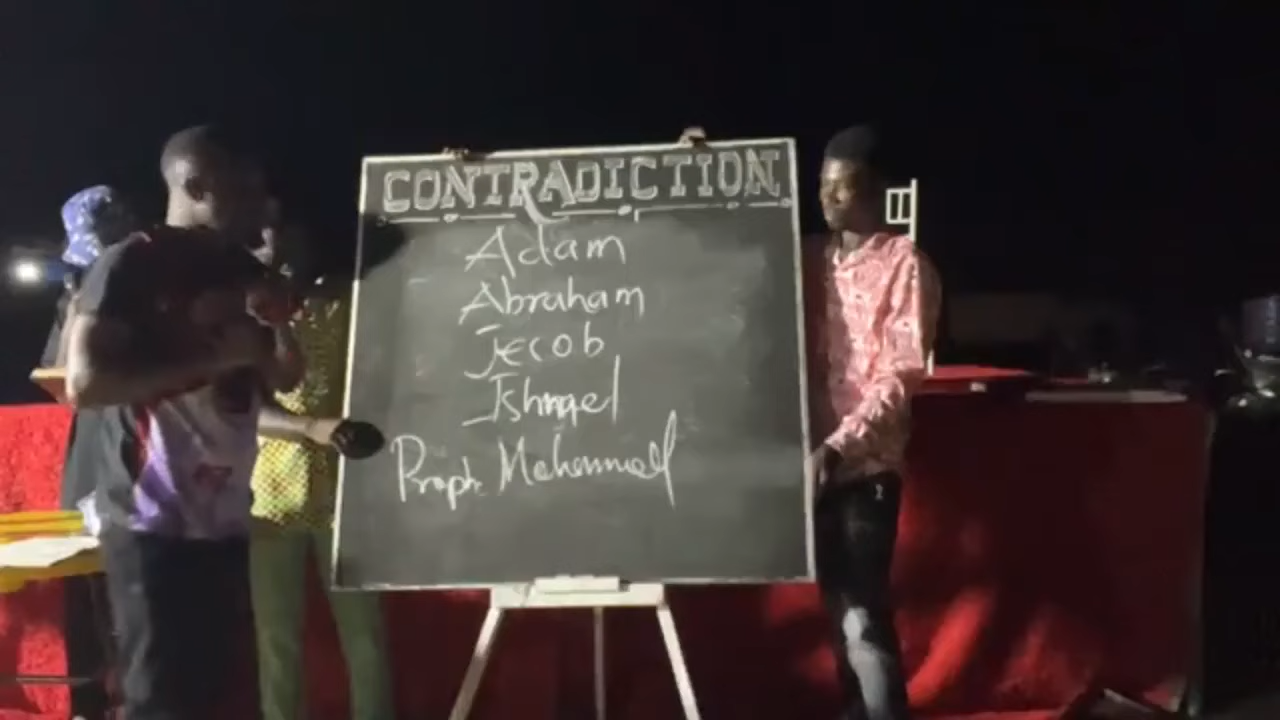 CONTRADICTION
Adam
Abraham
Jecob
Ishmael
Proph. Mohammed